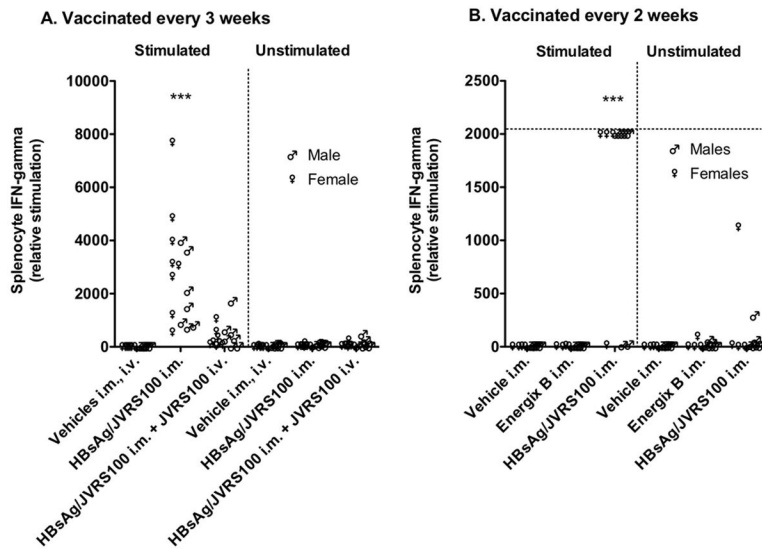 A. Vaccinated every 3 weeks
Stimulated Unstimulated
Splenocyte IFN-gamma
(relative stimulation)
10000
8000
6000
4000
2000
0
***
♂ Male
♀ Female
Vehicles i.m., i.v.
HBsAg/JVRS100 i.m.
HBsAg/JVRS100 i.m. + JVRS100 i.v.
Vehicle i.m., i.v.
HBsAg/JVRS100 i.m.
HBsAg/JVRS100 i.m. + JVRS100 i.v.
B. Vaccinated every 2 weeks
Stimulated Unstimulated
Splenocyte IFN-gamma
(relative stimulation)
2500
2000
1500
1000
500
0
***
♂ Males
♀ Females
Vehicle i.m.
Energix B i.m.
HBsAg/JVRS100 i.m.
Vehicle i.m.
Energix B i.m.
HBsAg/JVRS100 i.m.